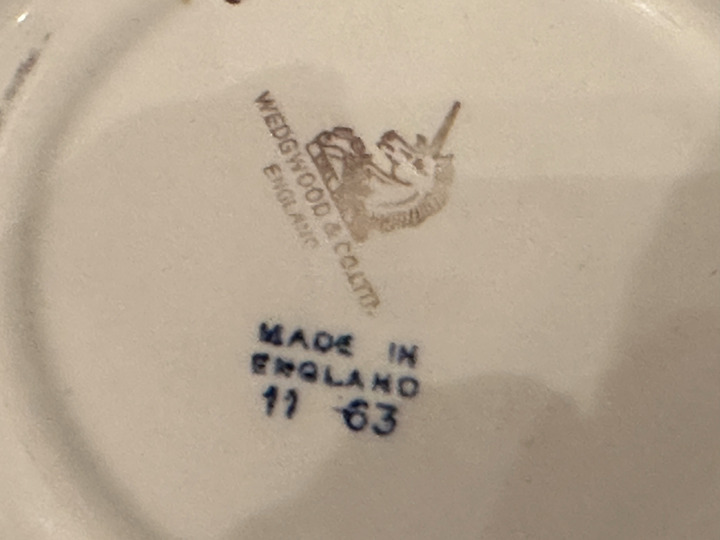 WEDGWOOD & CO LTD.
ENGLAND
MADE IN
ENGLAND
11 63